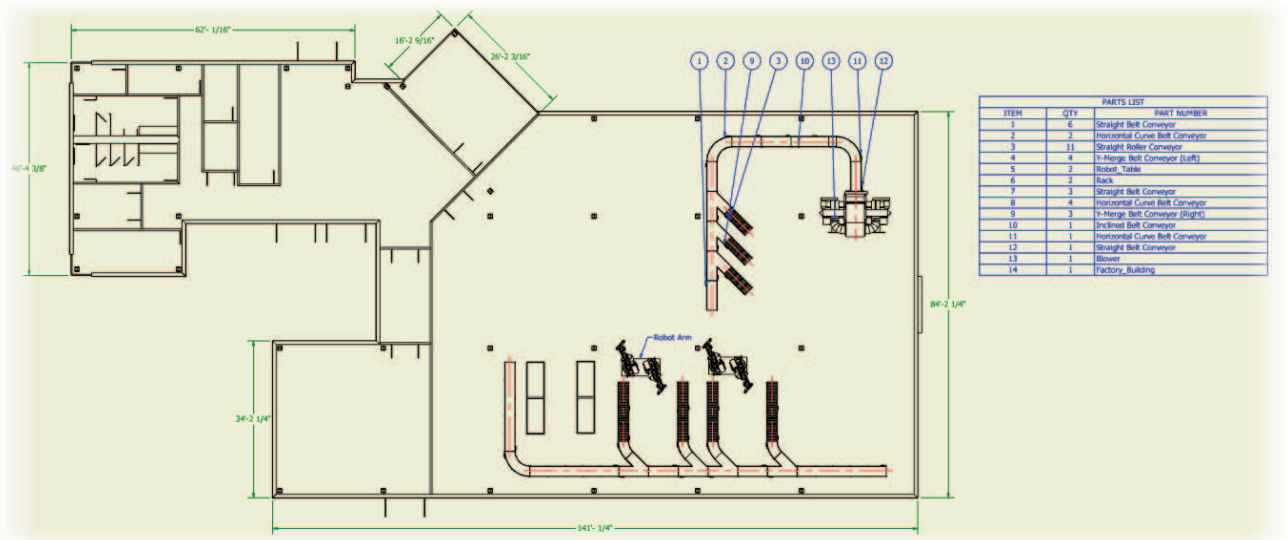 62'- 1/16"
16'-2 9/16"
26'-2 3/16"
1 2 9 3 10 13 11 12
46'-4 3/8"
PARTS LIST
ITEM QTY PART NUMBER
1 6 Straight Belt Conveyor
2 2 Horizontal Curve Belt Conveyor
3 11 Straight Roller Conveyor
4 4 Y-Merge Belt Conveyor (Left)
5 2 Robot_Table
6 2 Rack
7 3 Straight Belt Conveyor
8 4 Horizontal Curve Belt Conveyor
9 3 Y-Merge Belt Conveyor (Right)
10 1 Inclined Belt Conveyor
11 1 Horizontal Curve Belt Conveyor
12 1 Straight Belt Conveyor
13 1 Blower
14 1 Factory_Building
84'-2 1/4"
Robot Arm
34'-2 1/4"
141'- 1/4"